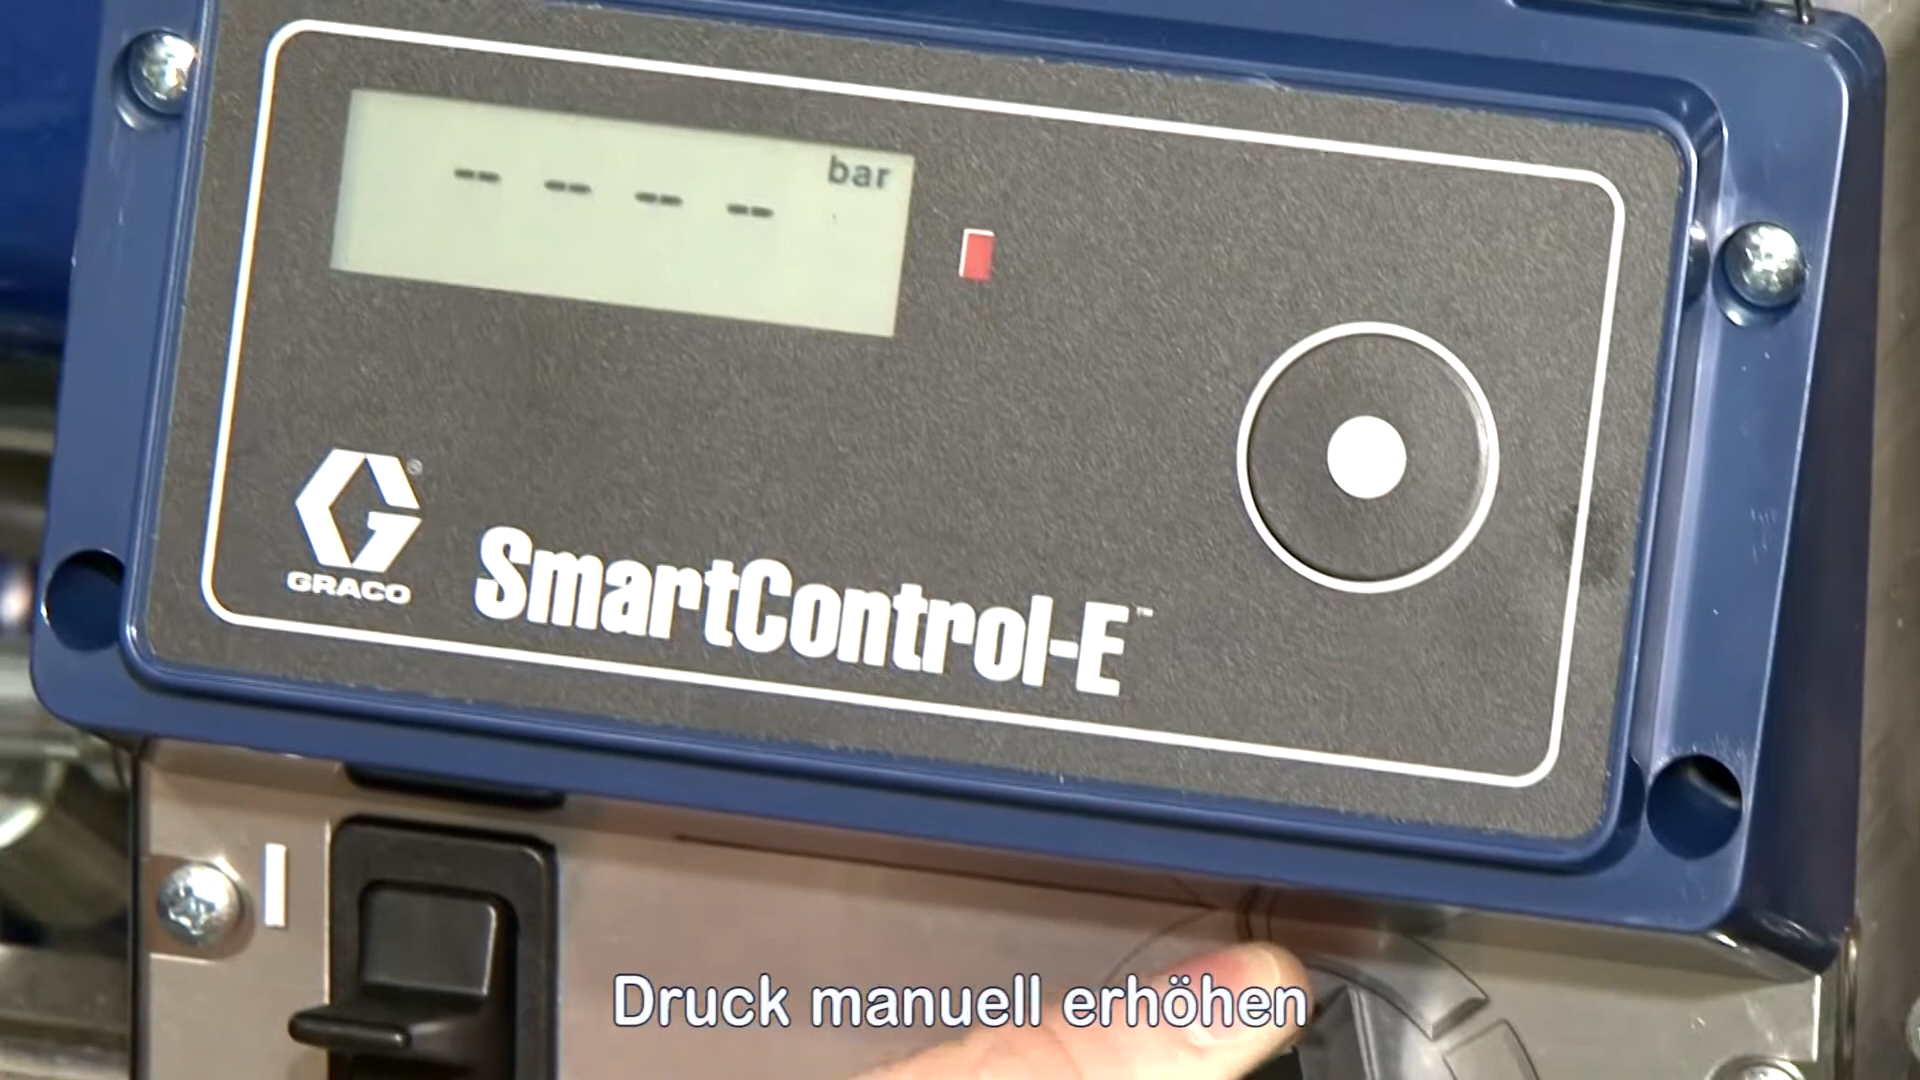 ---- bar
GRACO®
SmartControl-E™
Druck manuell erhöhen